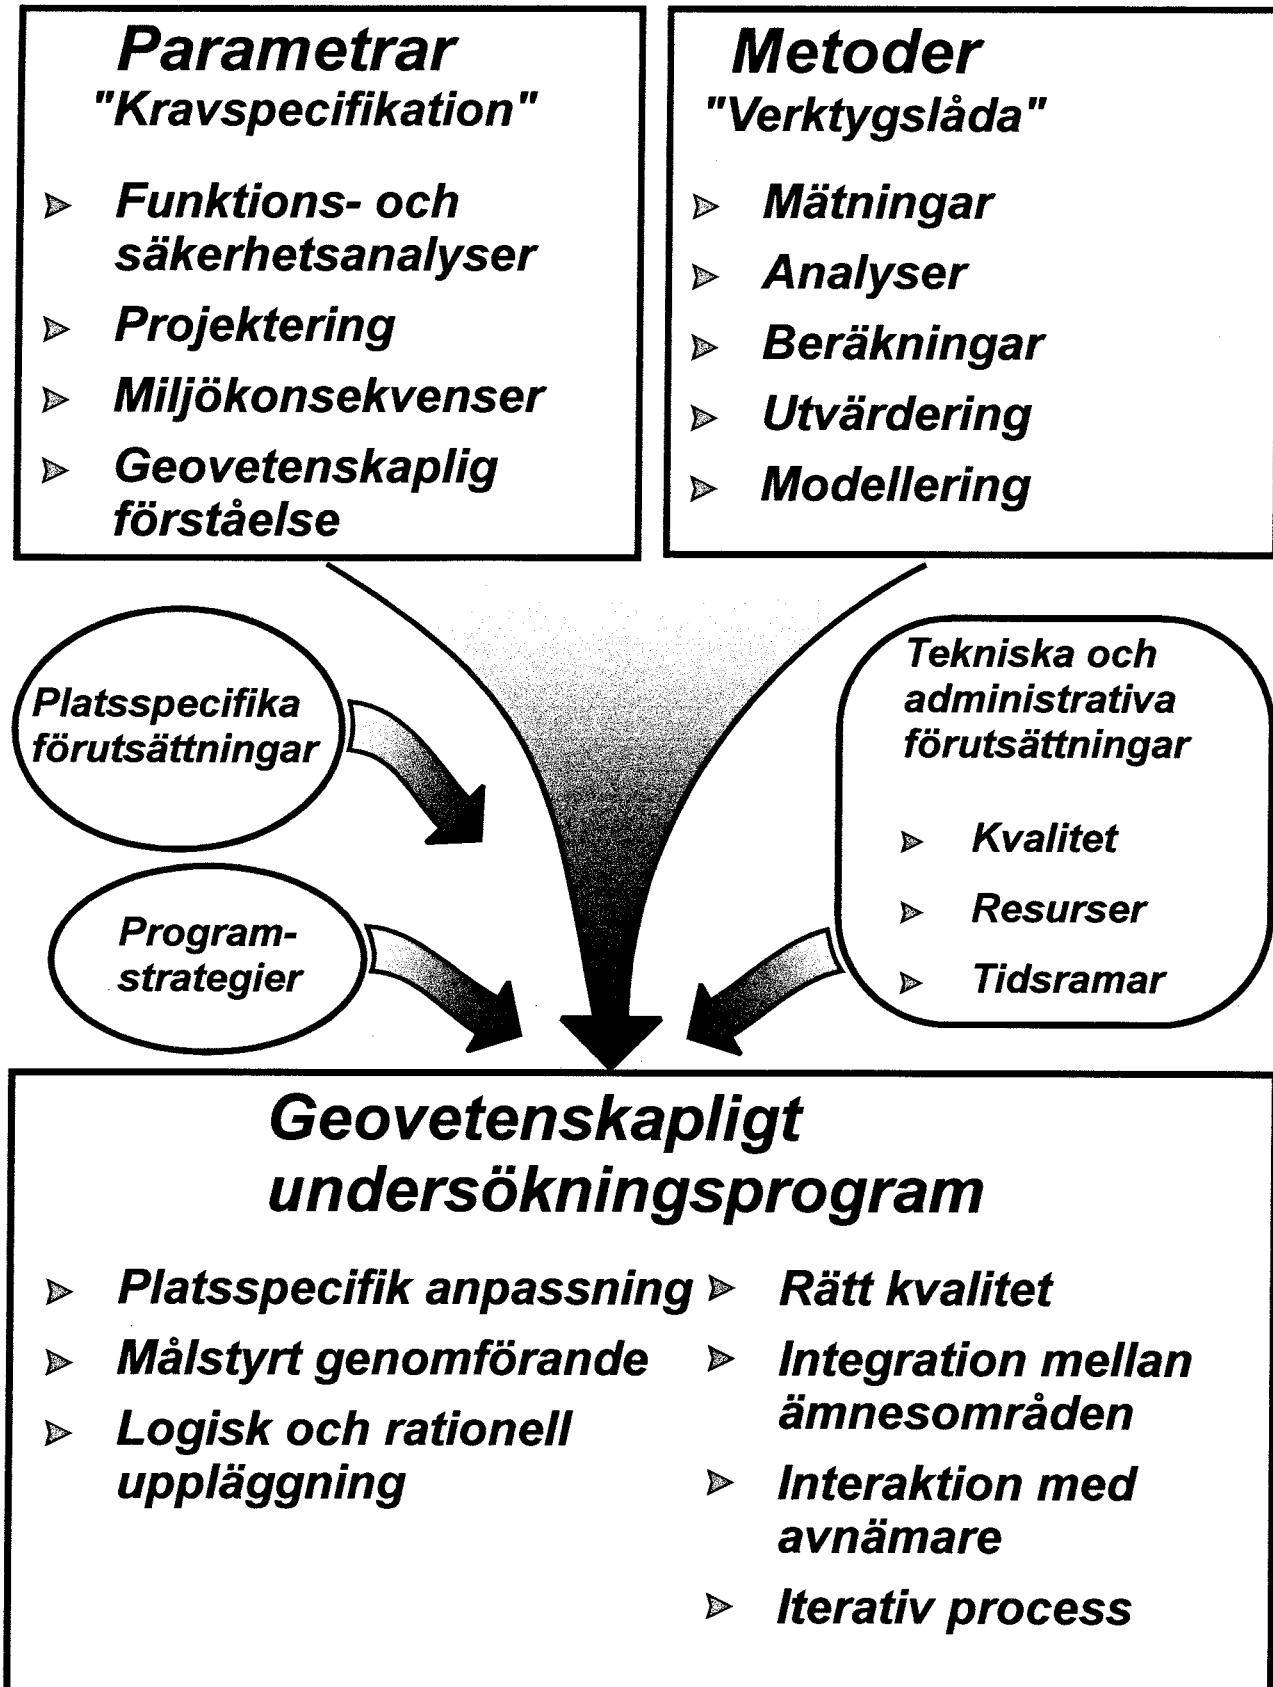 Parametrar
"Kravspecifikation"
Funktions- och
säkerhetsanalyser
Projektering
Miljökonsekvenser
Geovetenskaplig
förståelse
Metoder
"Verktygslåda"
Mätningar
Analyser
Beräkningar
Utvärdering
Modellering
Platsspecifika
förutsättningar
Program-
strategier
Tekniska och
administrativa
förutsättningar
Kvalitet
Resurser
Tidsramar
Geovetenskapligt
undersökningsprogram
Platsspecifik anpassning
Målstyrt genomförande
Logisk och rationell
uppläggning
Rätt kvalitet
Integration mellan
ämnesområden
Interaktion med
avnämare
Iterativ process